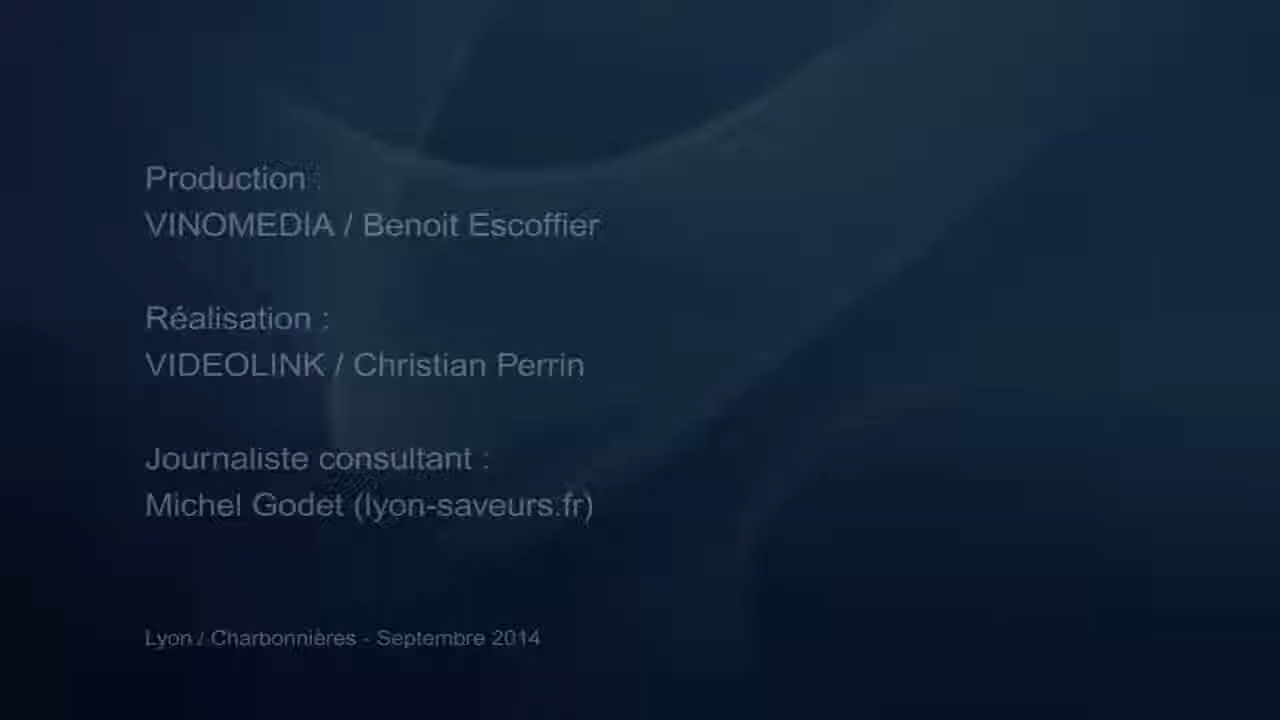 Production :
VINOMEDIA / Benoit Escoffier
Réalisation :
VIDEOLINK / Christian Perrin
Journaliste consultant :
Michel Godet (lyon-saveurs.fr)
Lyon / Charbonnières - Septembre 2014